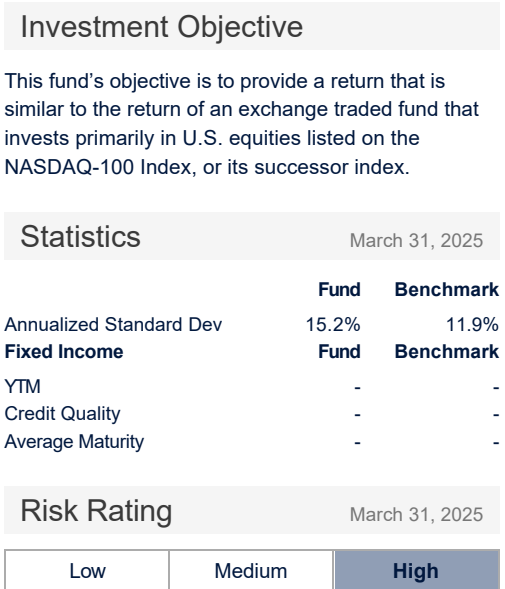 Investment Objective
This fund's objective is to provide a return that is
similar to the return of an exchange traded fund that
invests primarily in U.S. equities listed on the
NASDAQ-100 Index, or its successor index.
Statistics March 31, 2025
Fund Benchmark
Annualized Standard Dev 15.2% 11.9%
Fixed Income Fund Benchmark
YTM - -
Credit Quality - -
Average Maturity - -
Risk Rating March 31, 2025
Low Medium High